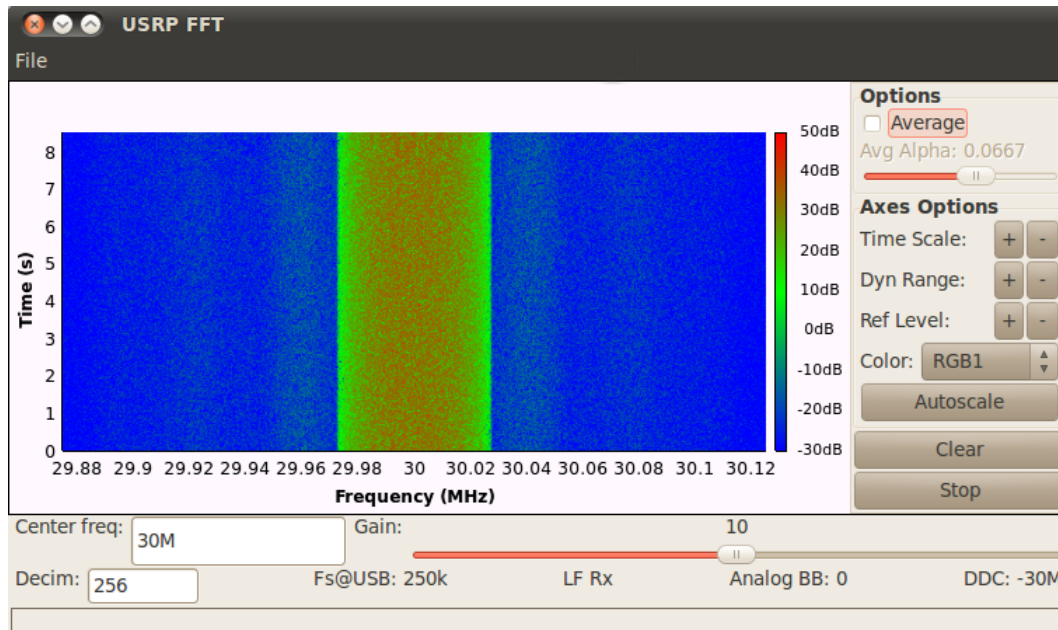 USRP FFT
File
Options
Average
Avg Alpha: 0.0667
Axes Options
Time Scale: + -
Dyn Range: + -
Ref Level: + -
Color: RGB1
Autoscale
Clear
Stop
Time (s)
8
7
6
5
4
3
2
1
0
29.88 29.9 29.92 29.94 29.96 29.98 30 30.02 30.04 30.06 30.08 30.1 30.12
Frequency (MHz)
50dB
40dB
30dB
20dB
10dB
0dB
-10dB
-20dB
-30dB
Center freq: 30M Gain: 10
Decim: 256 Fs@USB: 250k LF Rx Analog BB: 0 DDC: -30M